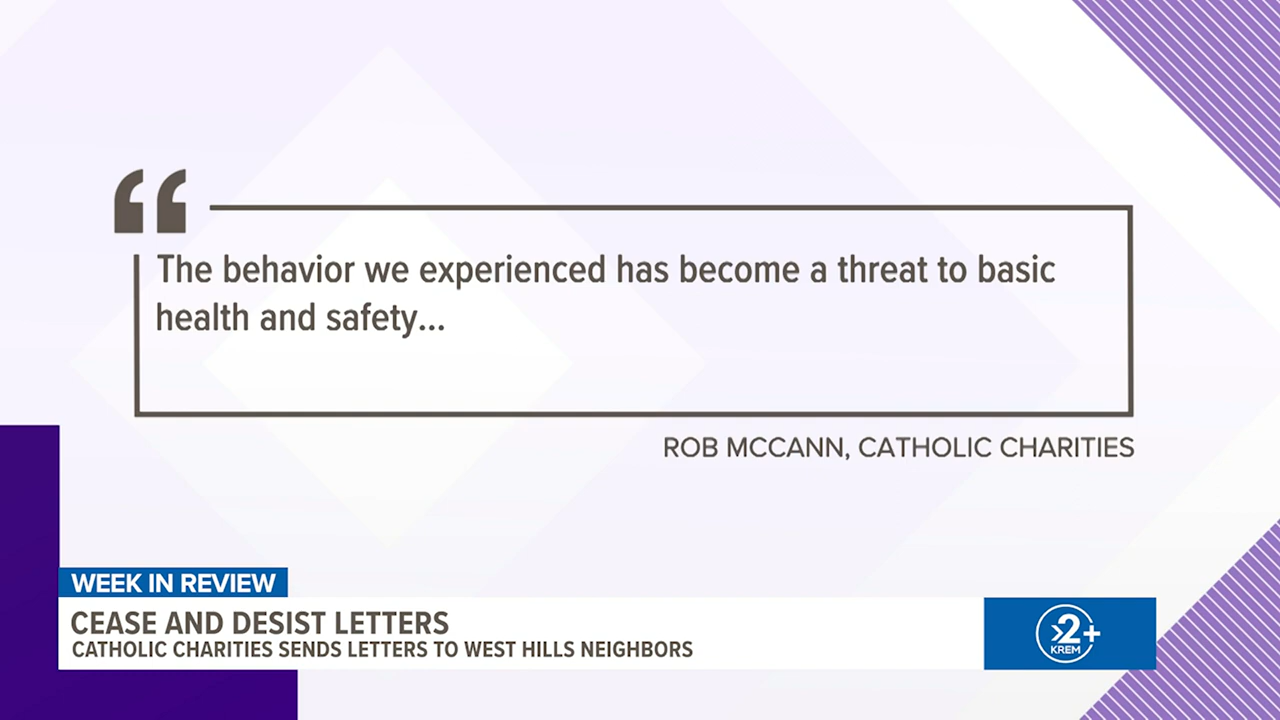 “
The behavior we experienced has become a threat to basic
health and safety...
ROB MCCANN, CATHOLIC CHARITIES
WEEK IN REVIEW
CEASE AND DESIST LETTERS
CATHOLIC CHARITIES SENDS LETTERS TO WEST HILLS NEIGHBORS
2+
KREM